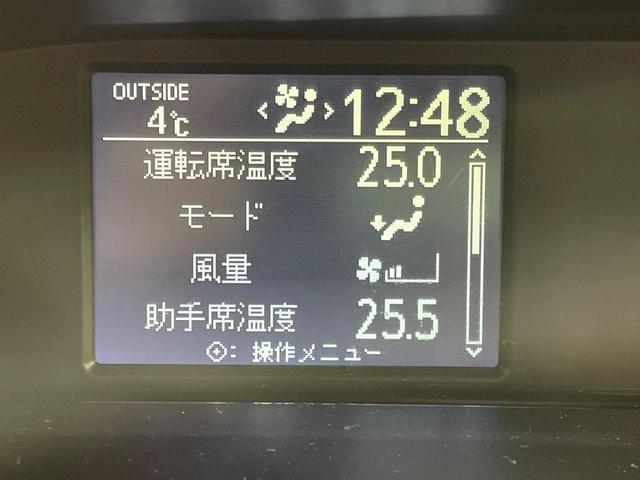 OUTSIDE
4℃ 12:48
運転席温度 25.0
モード
風量
助手席温度 25.5
: 操作メニュー